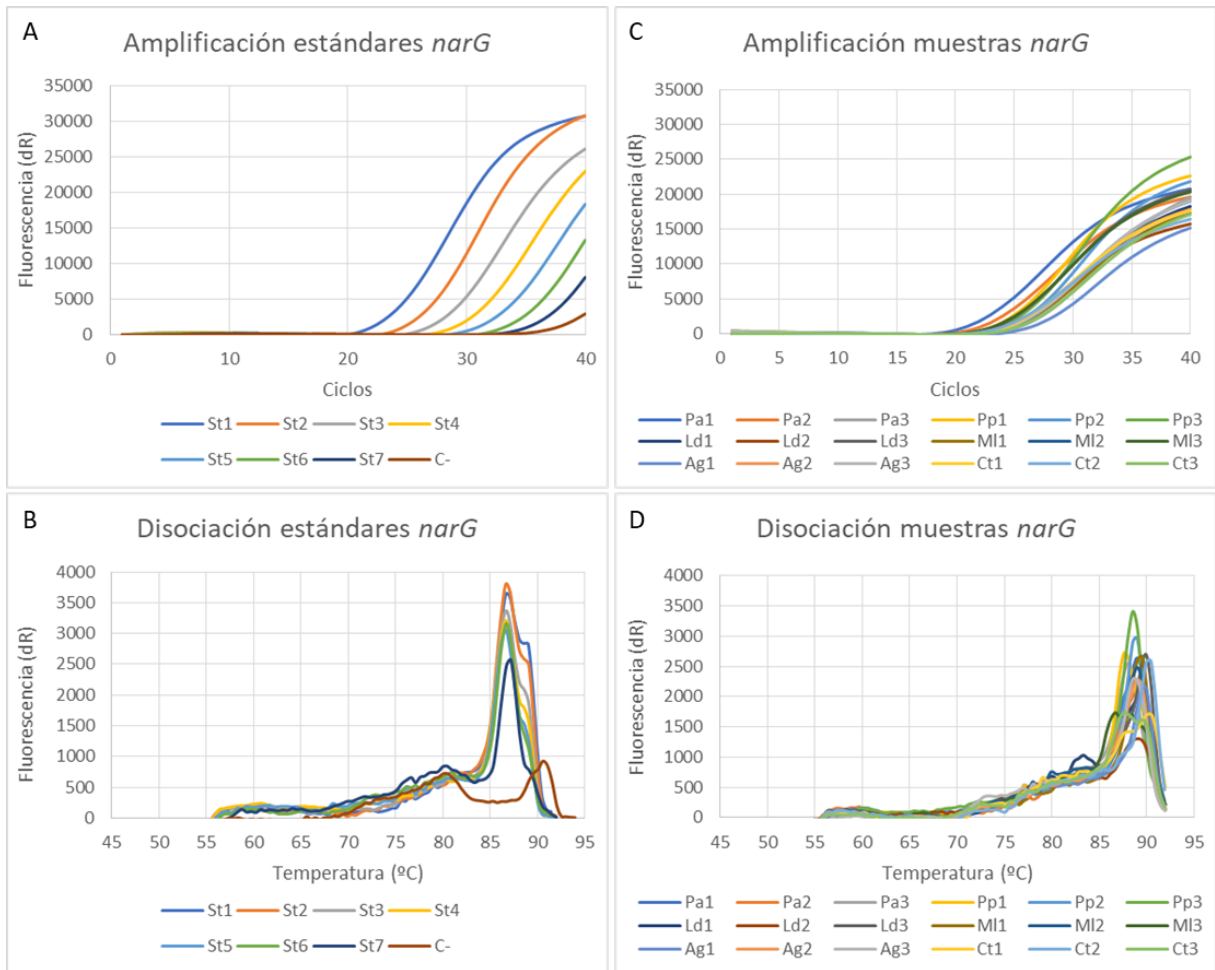 A
Amplificación estándares narG
Fluorescencia (dR)
35000
30000
25000
20000
15000
10000
5000
0
0 10 20 30 40
Ciclos
St1 St2 St3 St4
St5 St6 St7 C-
C
Amplificación muestras narG
Fluorescencia (dR)
35000
30000
25000
20000
15000
10000
5000
0
0 5 10 15 20 25 30 35 40
Ciclos
Pa1 Pa2 Pa3 Pp1 Pp2 Pp3
Ld1 Ld2 Ld3 Ml1 Ml2 Ml3
Ag1 Ag2 Ag3 Ct1 Ct2 Ct3
B
Disociación estándares narG
Fluorescencia (dR)
4000
3500
3000
2500
2000
1500
1000
500
0
45 50 55 60 65 70 75 80 85 90 95
Temperatura (ºC)
St1 St2 St3 St4
St5 St6 St7 C-
D
Disociación muestras narG
Fluorescencia (dR)
4000
3500
3000
2500
2000
1500
1000
500
0
45 50 55 60 65 70 75 80 85 90 95
Temperatura (ºC)
Pa1 Pa2 Pa3 Pp1 Pp2 Pp3
Ld1 Ld2 Ld3 Ml1 Ml2 Ml3
Ag1 Ag2 Ag3 Ct1 Ct2 Ct3